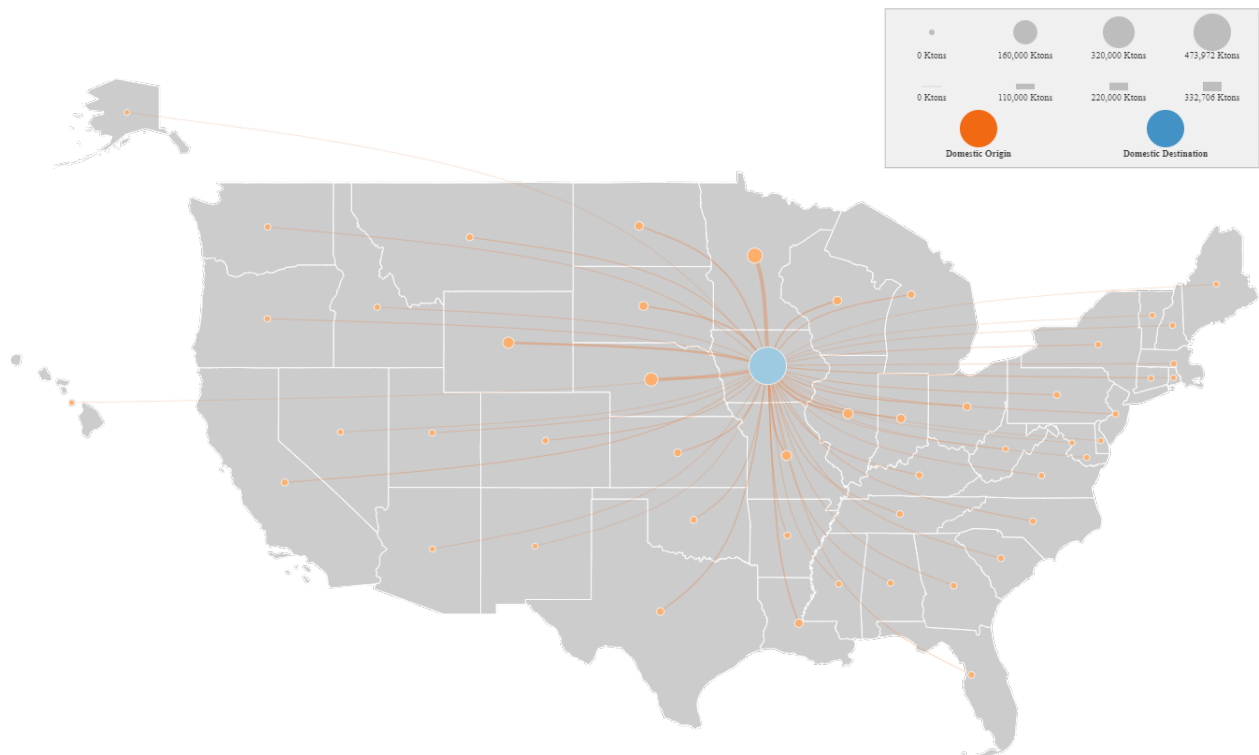 0 Ktons 160,000 Ktons 320,000 Ktons 473,972 Ktons
0 Ktons 110,000 Ktons 220,000 Ktons 332,706 Ktons
Domestic Origin Domestic Destination